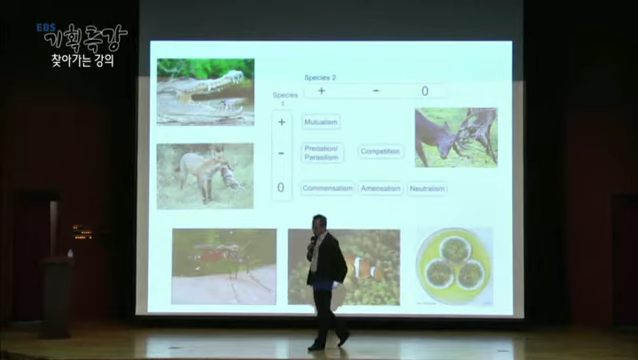 EBS
기획특강
찾아가는 강의
Species 2
+ - 0
Species
1
+ Mutualism
- Predation/
Parasitism
Competition
0 Commensalism Amensalism Neutralism